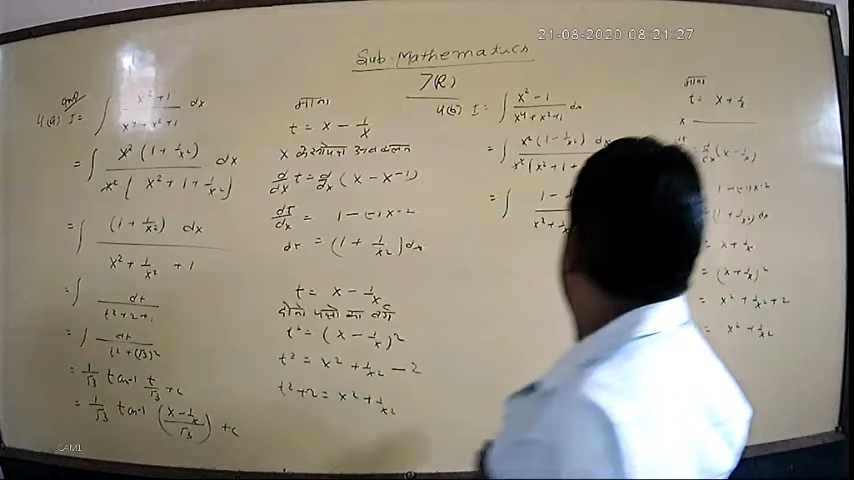 21-08-2020 08:21:27
Sub-Mathematics
7(R)
4(a) I = ∫ x²+1 / x⁴+x²+1 dx
= ∫ x²(1+1/x²) / x²(x²+1+1/x²) dx
= ∫ (1+1/x²) dx / x²+1/x²+1
= ∫ dt / t²+2+1
= ∫ dt / t²+(√3)²
= 1/√3 tan-1 t/√3 +c
= 1/√3 tan-1 (x-1/x / √3) +c
माना
t = x - 1/x
d/dx t = d/dx (x - x-1)
dt/dx = 1-(-1)x-2
dt = (1+1/x²)dx
t = x - 1/x
दोनो पक्षो का वर्ग
t² = (x - 1/x)²
t² = x² + 1/x² - 2
t²+2 = x² + 1/x²
4(b) I = ∫ x²-1 / x⁴+x²+1 dx
= ∫ x²(1-1/x²) dx
= ∫ 1-
माना
t = x + 1/x
x
1-(-1)x-2
= x + 1/x
= (x+1/x)²
= x²+1/x²+2
= x²+1/x²
CAM1